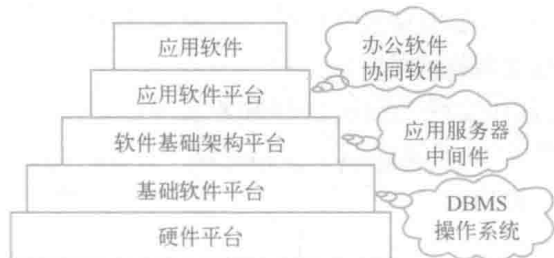 应用软件
应用软件平台
软件基础架构平台
基础软件平台
硬件平台
办公软件
协同软件
应用服务器
中间件
DBMS
操作系统